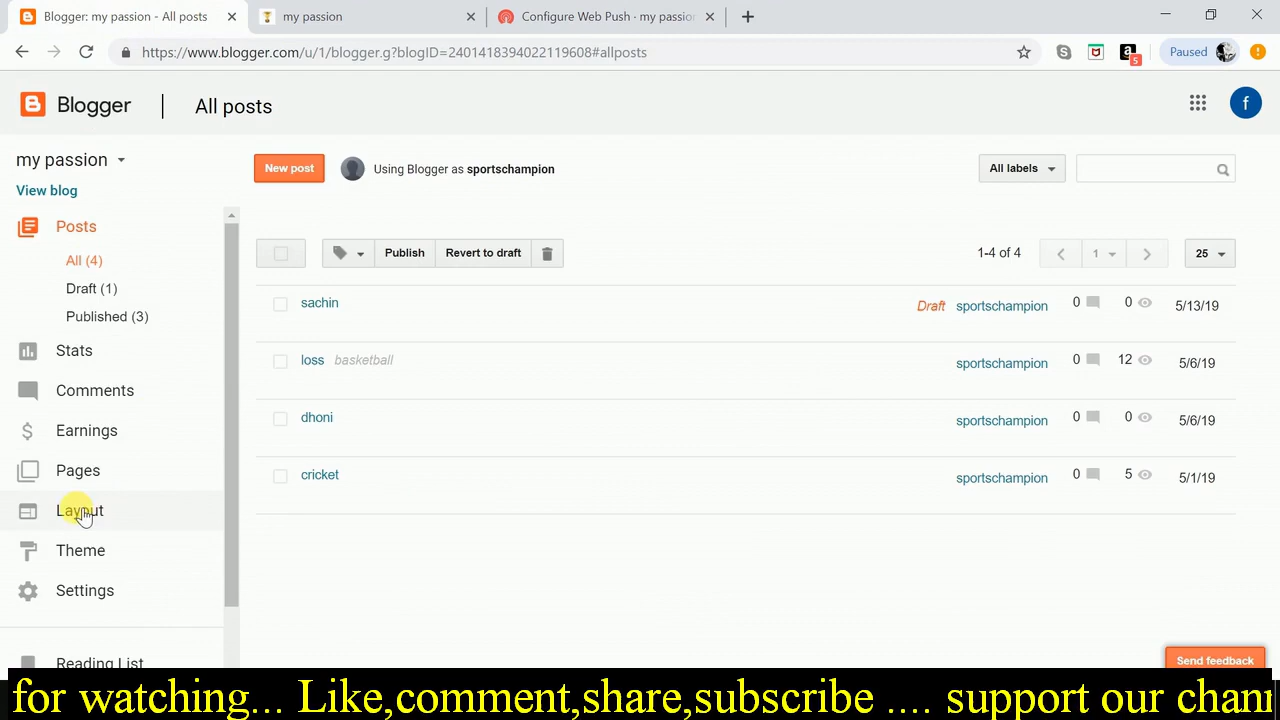 Blogger: my passion - All posts
my passion
Configure Web Push · my passion
https://www.blogger.com/u/1/blogger.g?blogID=2401418394022119608#allposts
5
Paused
Blogger
All posts
f
my passion
View blog
New post
Using Blogger as sportschampion
All labels
Posts
All (4)
Draft (1)
Published (3)
Publish
Revert to draft
1-4 of 4
1
25
sachin
Draft
sportschampion
0
0
5/13/19
loss basketball
sportschampion
0
12
5/6/19
dhoni
sportschampion
0
0
5/6/19
cricket
sportschampion
0
5
5/1/19
Stats
Comments
Earnings
Pages
Layout
Theme
Settings
Reading List
Send feedback
for watching... Like,comment,share,subscribe .... support our chan